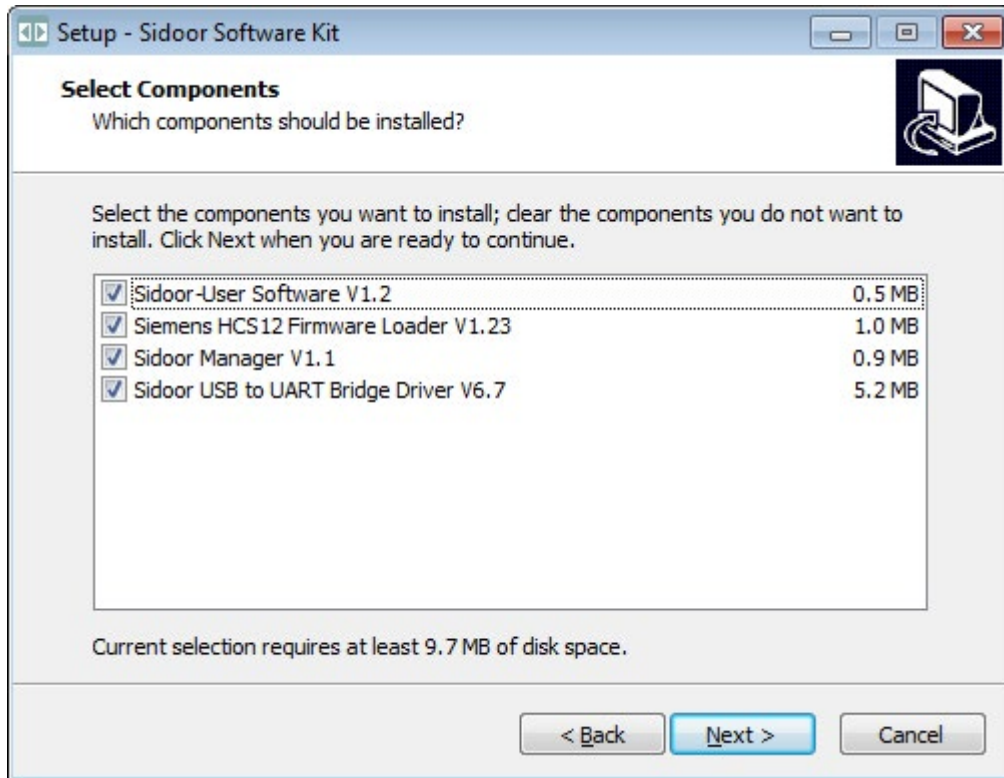 Setup - Sidoor Software Kit
Select Components
Which components should be installed?
Select the components you want to install; clear the components you do not want to
install. Click Next when you are ready to continue.
Sidoor-User Software V1.2 0.5 MB
Siemens HCS12 Firmware Loader V1.23 1.0 MB
Sidoor Manager V1.1 0.9 MB
Sidoor USB to UART Bridge Driver V6.7 5.2 MB
Current selection requires at least 9.7 MB of disk space.
< Back Next > Cancel